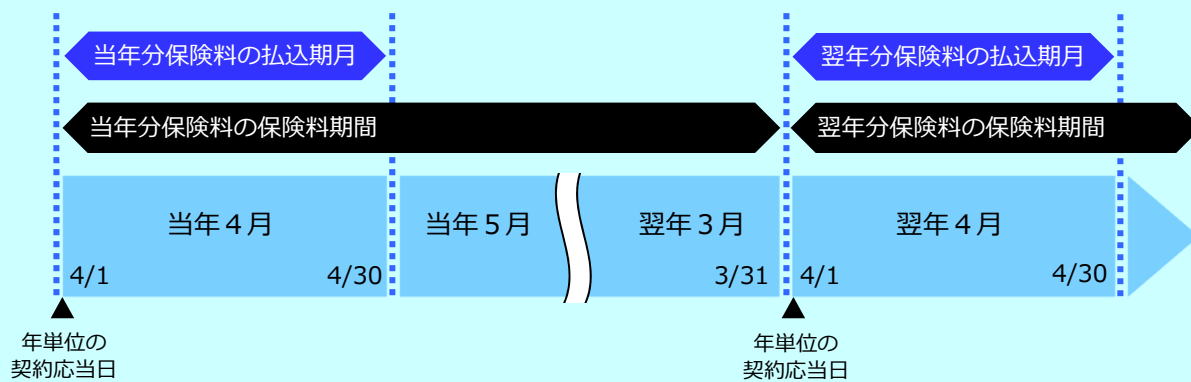 当年分保険料の払込期月
翌年分保険料の払込期月
当年分保険料の保険料期間
翌年分保険料の保険料期間
当年４月
当年５月
翌年３月
翌年４月
4/1
4/30
3/31
4/1
4/30
年単位の
契約応当日
年単位の
契約応当日